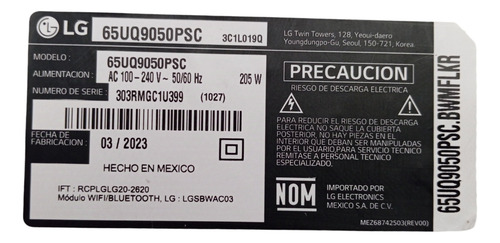 LG
65UQ9050PSC
3C1L019Q
MODELO :
65UQ9050PSC
ALIMENTACION :
AC 100 - 240 V ~ 50/60 Hz
205 W
NUMERO DE SERIE :
303RMGC1U399
(1027)
FECHA DE
FABRICACION :
03 / 2023
HECHO EN MEXICO
IFT : RCPLGLG20-2620
Módulo WIFI/BLUETOOTH, LG : LGSBWAC03
LG Twin Towers, 128, Yeoui-daero
Youngdungpo-Gu, Seoul, 150-721, Korea
PRECAUCION
RIESGO DE DESCARGA ELECTRICA
PARA REDUCIR EL RIESGO DE DESCARGA
ELECTRICA, NO QUITAR LA CUBIERTA O
POSTERIOR, NO HAY PIEZAS EN EL
INTERIOR QUE DEBAN SER MANIPULADAS
POR EL USUARIO,PARA SERVICIO TECNICO
REMITASE A PERSONAL TECNICO
CALIFICADO.
NOM
IMPORTADO POR
LG ELECTRONICS
MEXICO S.A. DE C.V.
MEZ68742503(REV00)
65UQ9050PSC.BWMFLKR